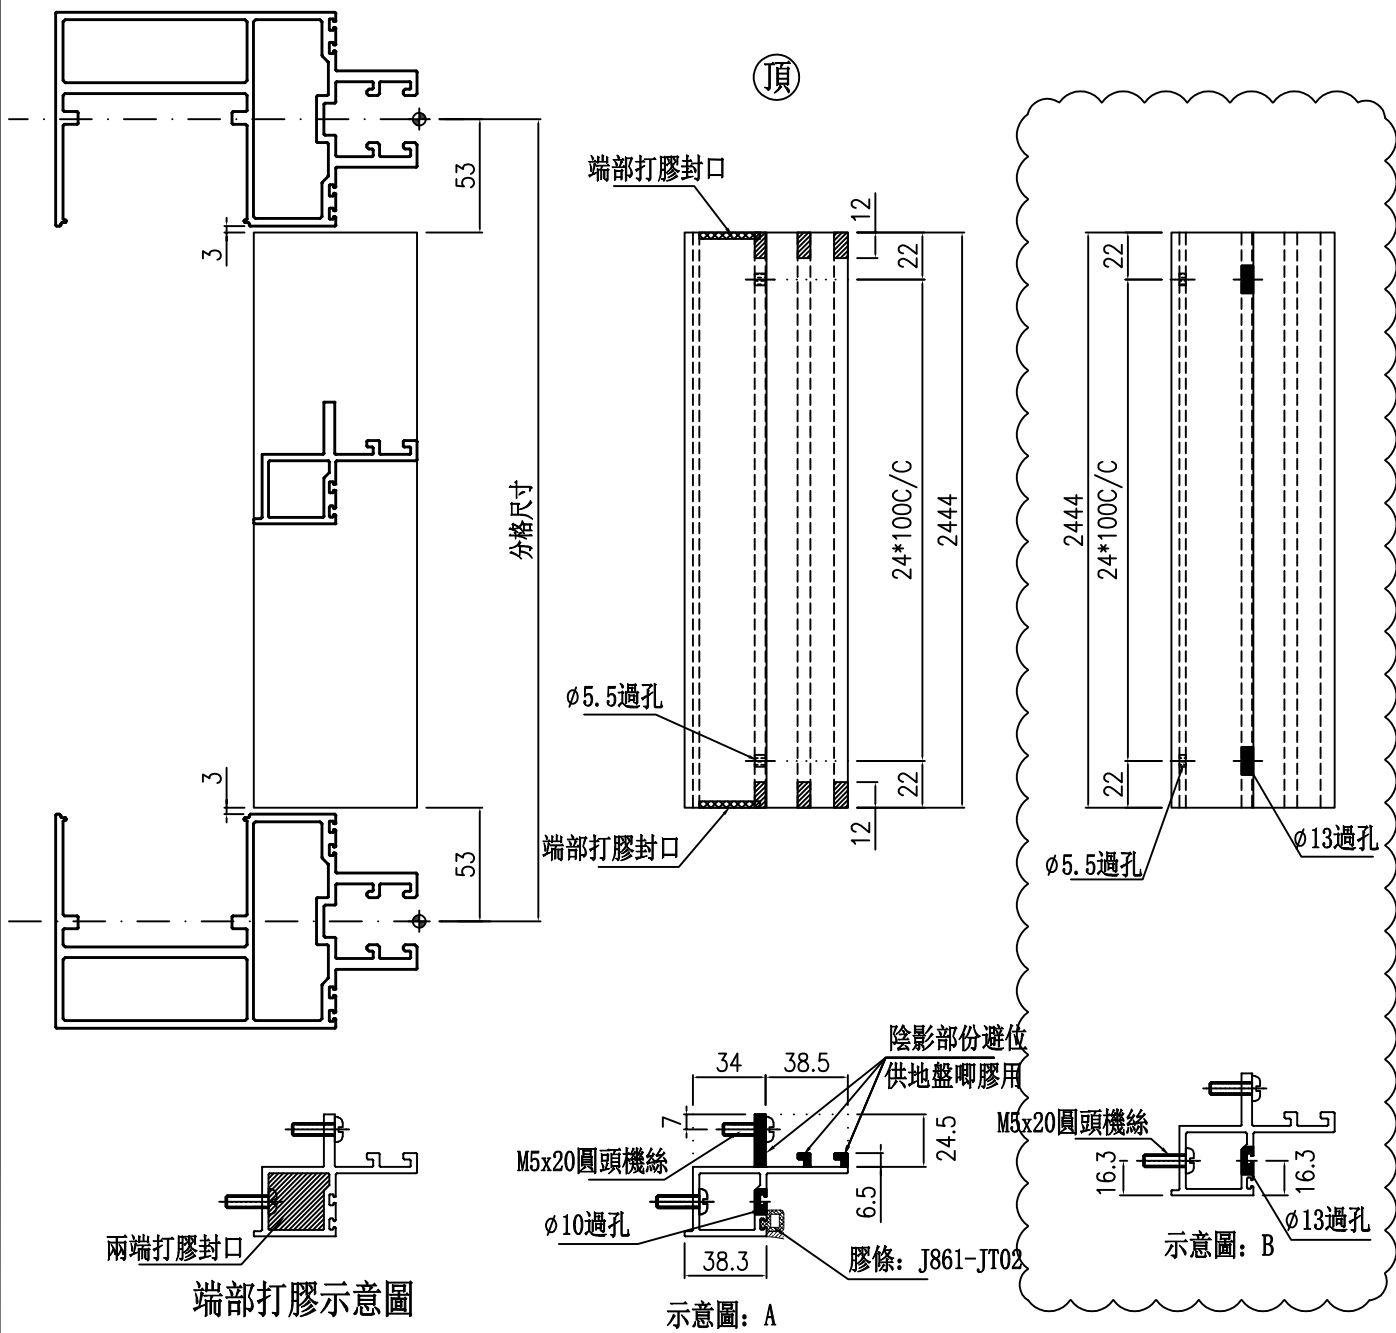 頂
53
3
端部打膠封口
12
22
22
分格尺寸
24*100C/C
2444
2444
24*100C/C
φ5.5過孔
3
22
22
12
53
端部打膠封口
φ13過孔
φ5.5過孔
陰影部份避位
供地盤唧膠用
34
38.5
7
24.5
M5x20圓頭機絲
6.5
φ10過孔
膠條: J861-JT02
38.3
示意圖: A
兩端打膠封口
端部打膠示意圖
M5x20圓頭機絲
16.3
16.3
φ13過孔
示意圖: B